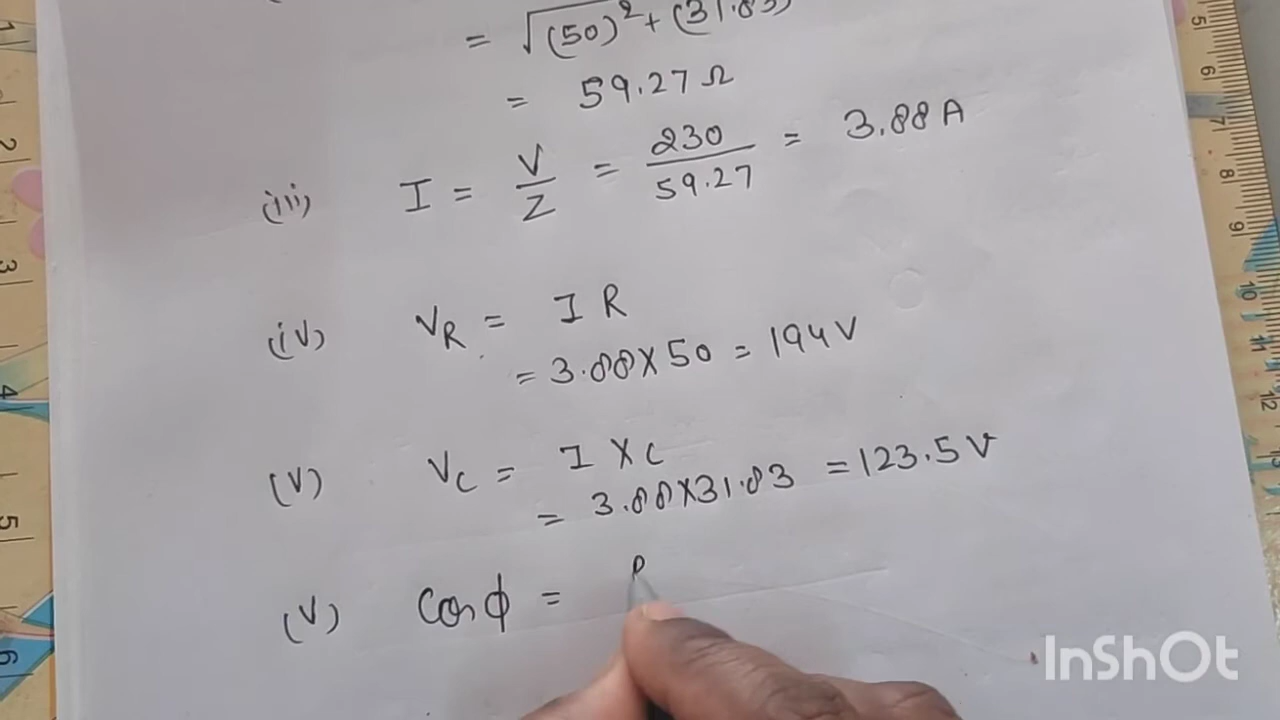 = √(50)² + (31.83)
= 59.27 Ω
(iii) I = V/Z = 230/59.27 = 3.88 A
(iv) VR = I R
= 3.88 X 50 = 194 V
(V) VC = I XC
= 3.88 X 31.83 = 123.5 V
(V) Cos ϕ = R
InShOt